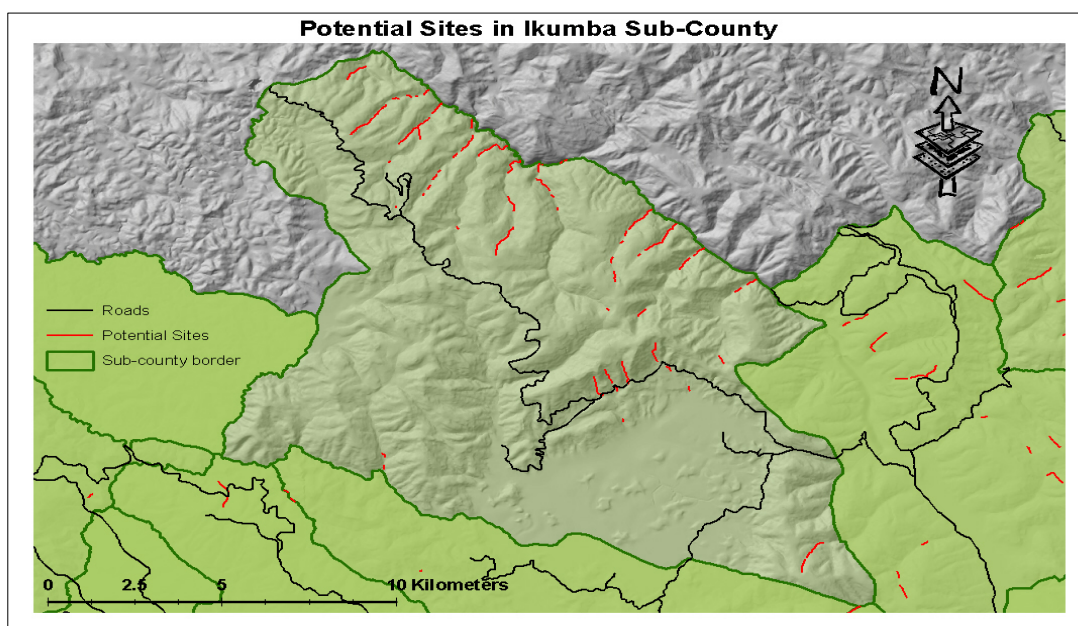 Potential Sites in Ikumba Sub-County
N
Roads
Potential Sites
Sub-county border
0 2.5 5 10 Kilometers